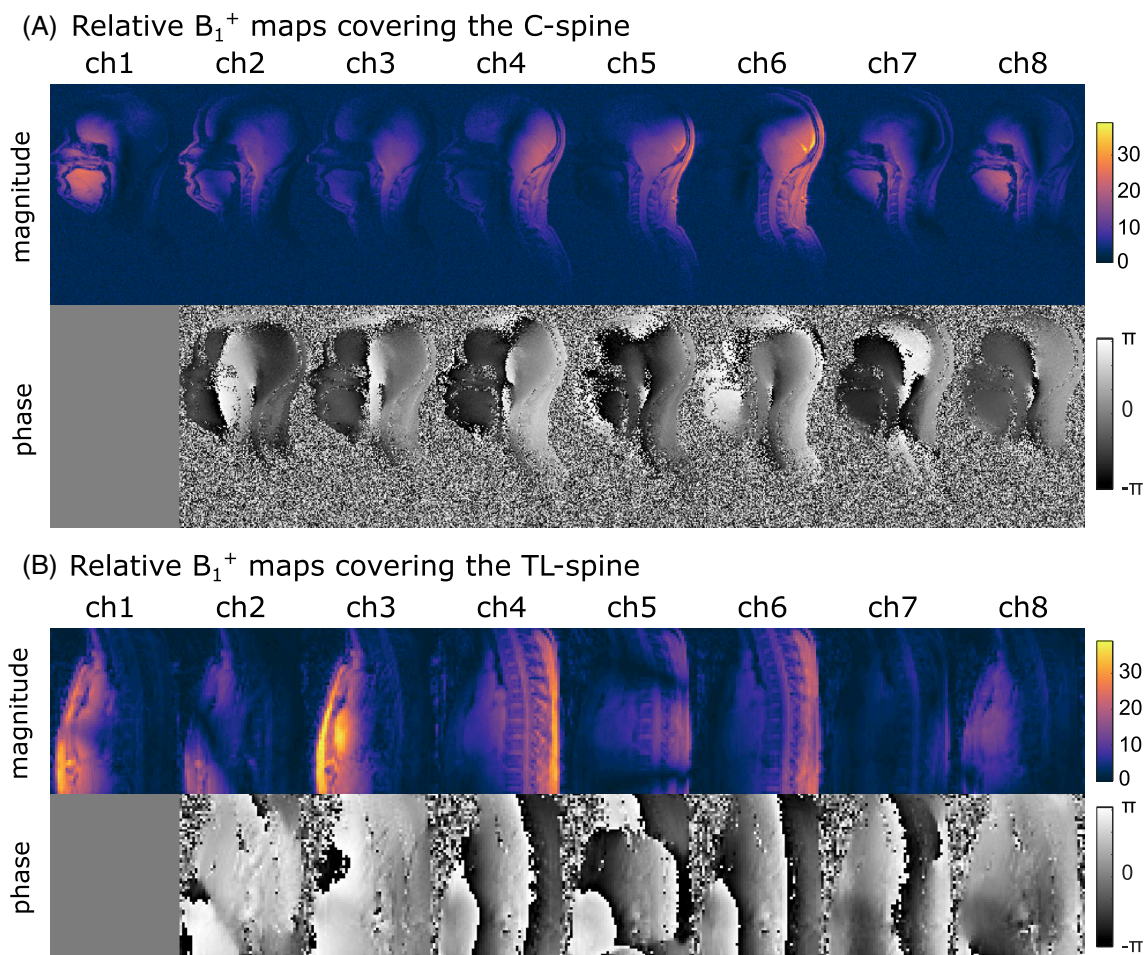 (A) Relative B₁⁺ maps covering the C-spine
ch1 ch2 ch3 ch4 ch5 ch6 ch7 ch8
magnitude
30
20
10
0
phase
π
0
-π
(B) Relative B₁⁺ maps covering the TL-spine
ch1 ch2 ch3 ch4 ch5 ch6 ch7 ch8
magnitude
30
20
10
0
phase
π
0
-π